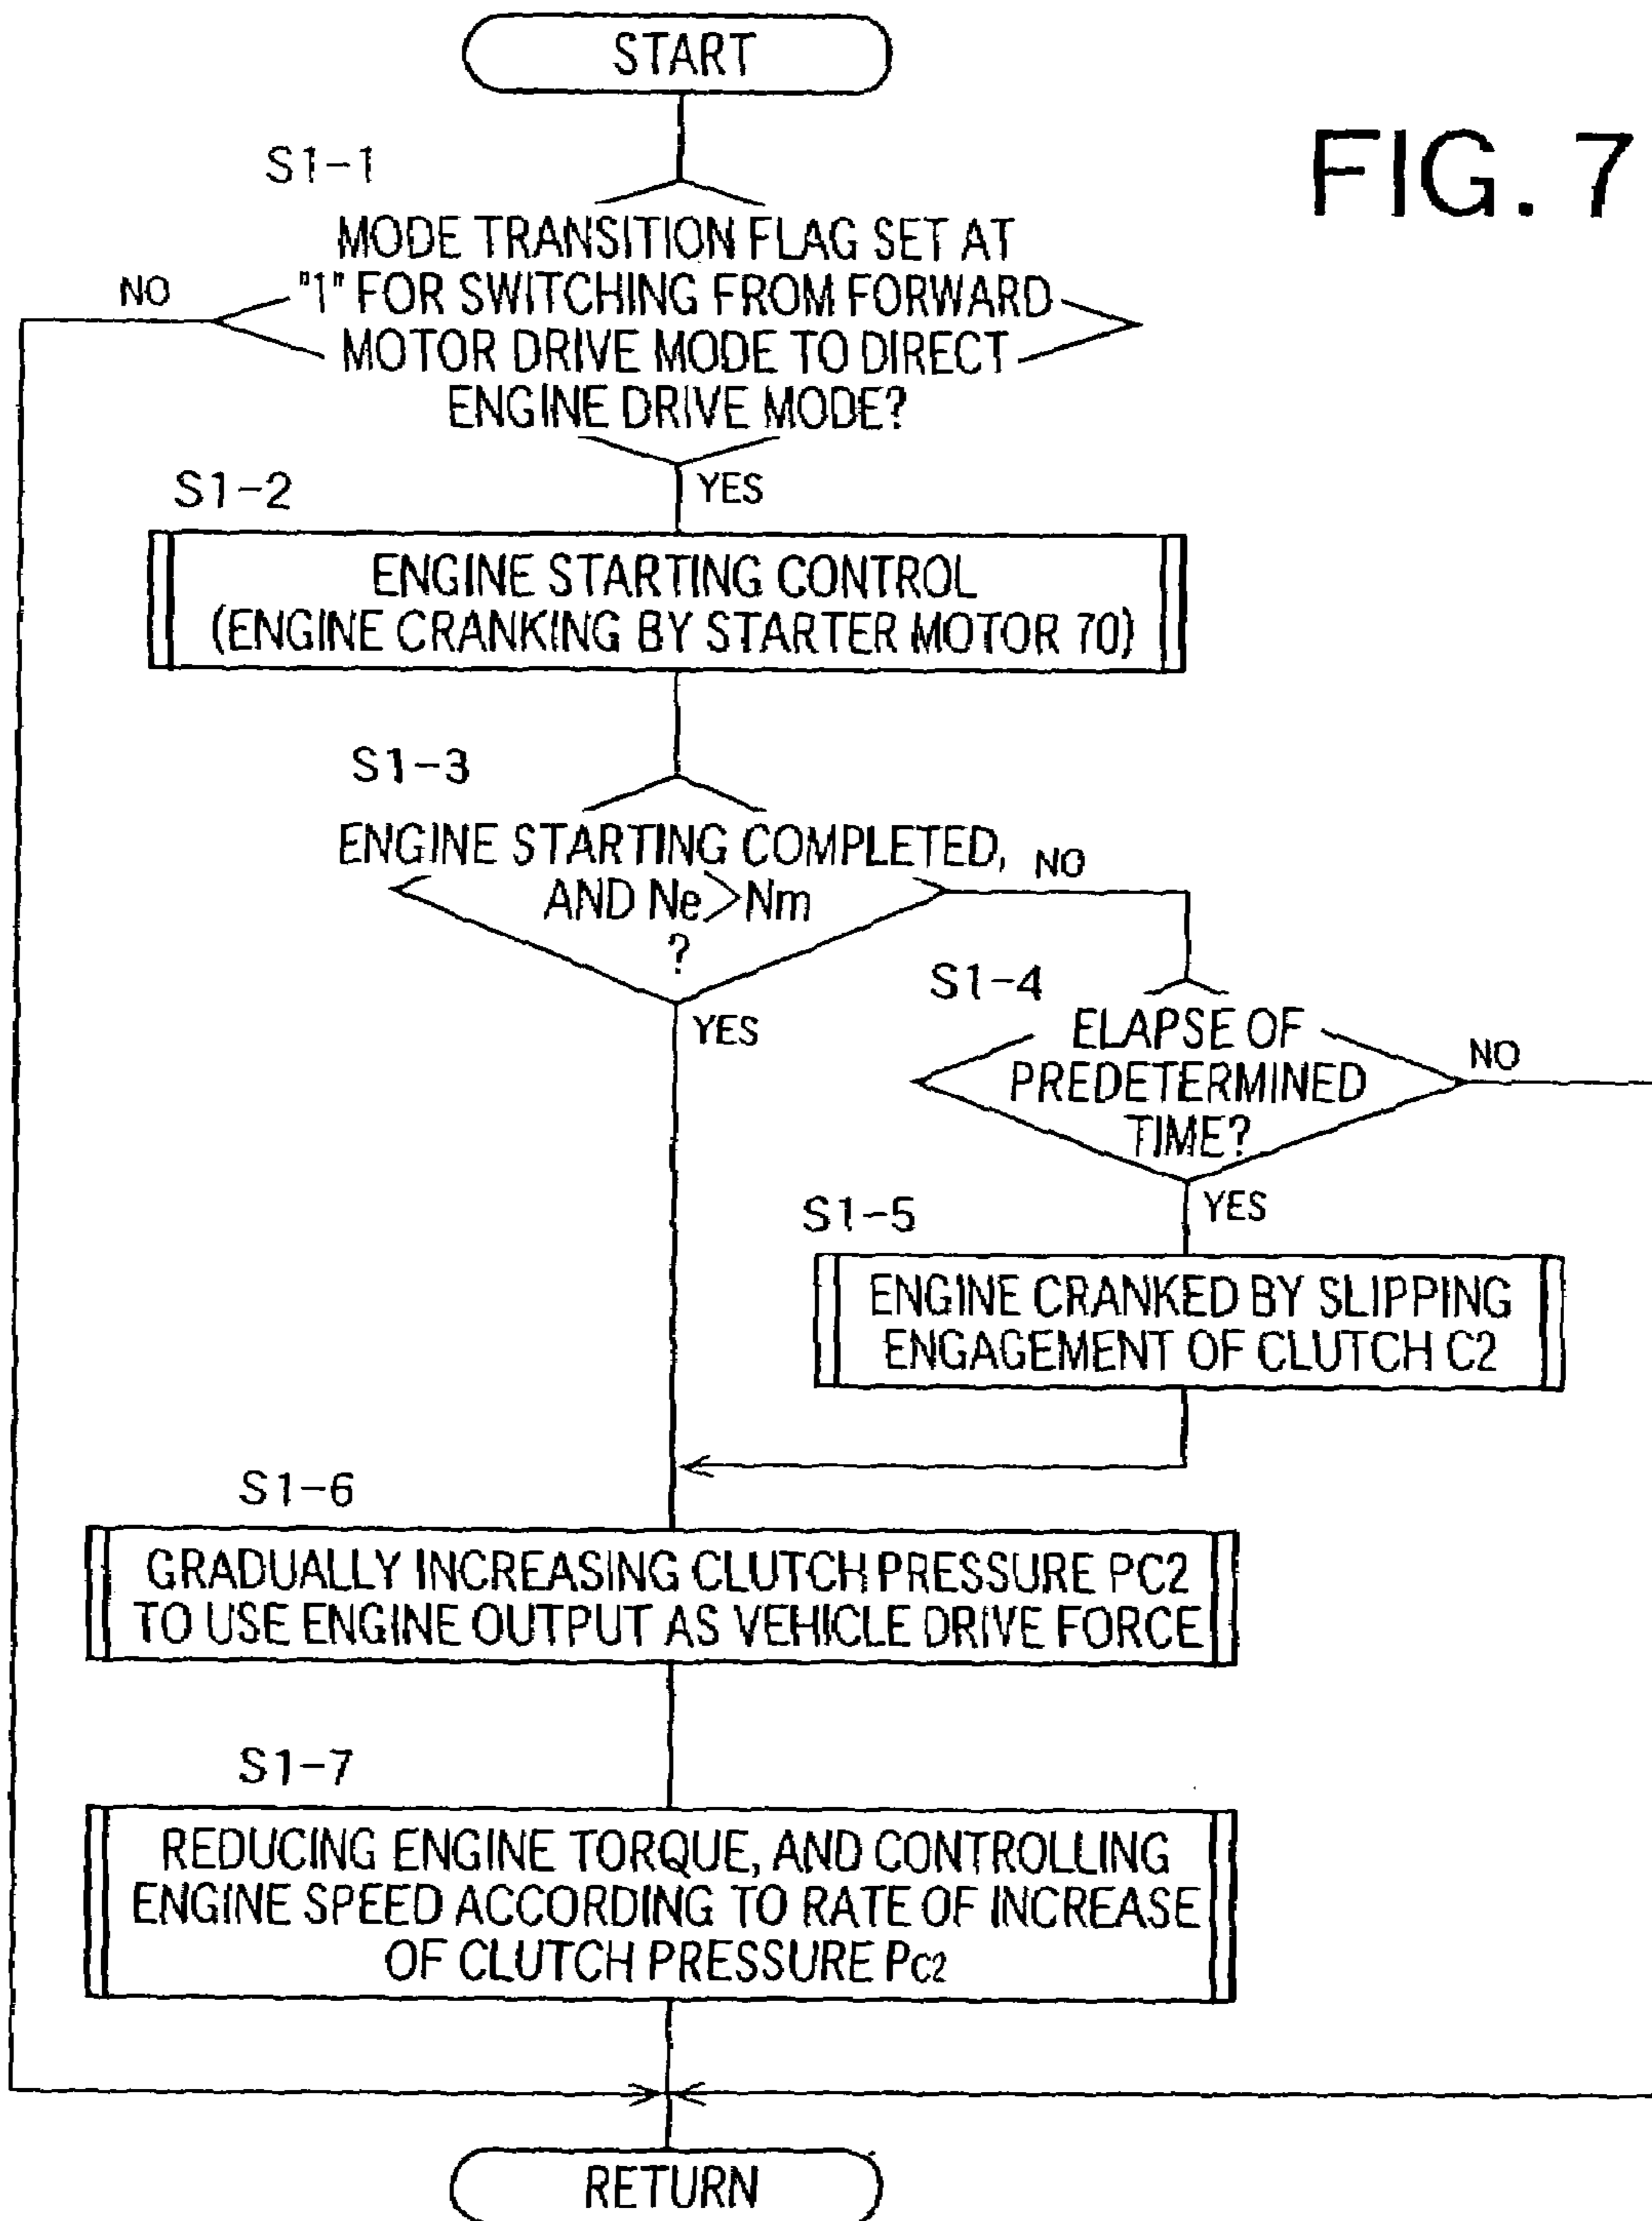 START
FIG. 7
S1-1
MODE TRANSITION FLAG SET AT
"1" FOR SWITCHING FROM FORWARD
MOTOR DRIVE MODE TO DIRECT
ENGINE DRIVE MODE?
NO
YES
S1-2
ENGINE STARTING CONTROL
(ENGINE CRANKING BY STARTER MOTOR 70)
S1-3
ENGINE STARTING COMPLETED,
AND Ne>Nm
?
NO
YES
S1-4
ELAPSE OF
PREDETERMINED
TIME?
NO
YES
S1-5
ENGINE CRANKED BY SLIPPING
ENGAGEMENT OF CLUTCH C2
S1-6
GRADUALLY INCREASING CLUTCH PRESSURE PC2
TO USE ENGINE OUTPUT AS VEHICLE DRIVE FORCE
S1-7
REDUCING ENGINE TORQUE, AND CONTROLLING
ENGINE SPEED ACCORDING TO RATE OF INCREASE
OF CLUTCH PRESSURE PC2
RETURN